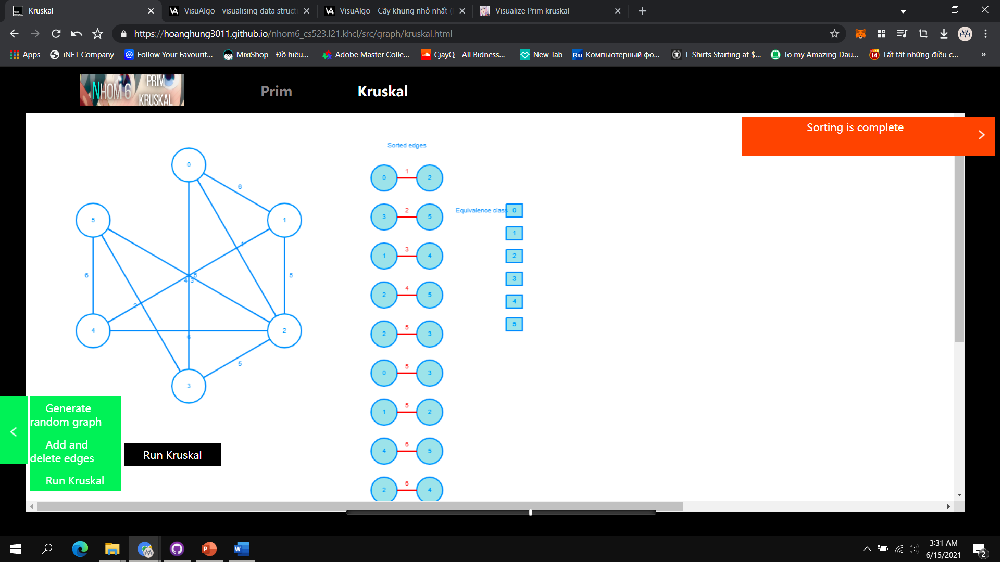 Kruskal
VisuAlgo - visualising data struct
VisuAlgo - Cây khung nhỏ nhất (
Visualize Prim kruskal
https://hoanghung3011.github.io/nhom6_cs523.l21.khcl/src/graph/kruskal.html
Apps
iNET Company
Follow Your Favourit...
MixiShop - Đồ hiệu...
Adobe Master Colle...
CjayQ - All Bidness...
New Tab
Ru Компьютерный фо...
T-Shirts Starting at $...
To my Amazing Dau...
14 Tất tật những điều c...
»
NHOM 6
PRIM
KRUSKAL
Prim
Kruskal
Sorting is complete
Sorted edges
0
6
5
1
1
6
5
5
4 3
2
4
2
6
5
3
0 1 2
3 2 5
1 3 4
2 4 5
2 5 3
0 5 3
1 5 2
4 6 5
2 6 4
Equivalence class 0
1
2
3
4
5
Generate
random graph
Add and
delete edges
Run Kruskal
Run Kruskal
3:31 AM
6/15/2021
2